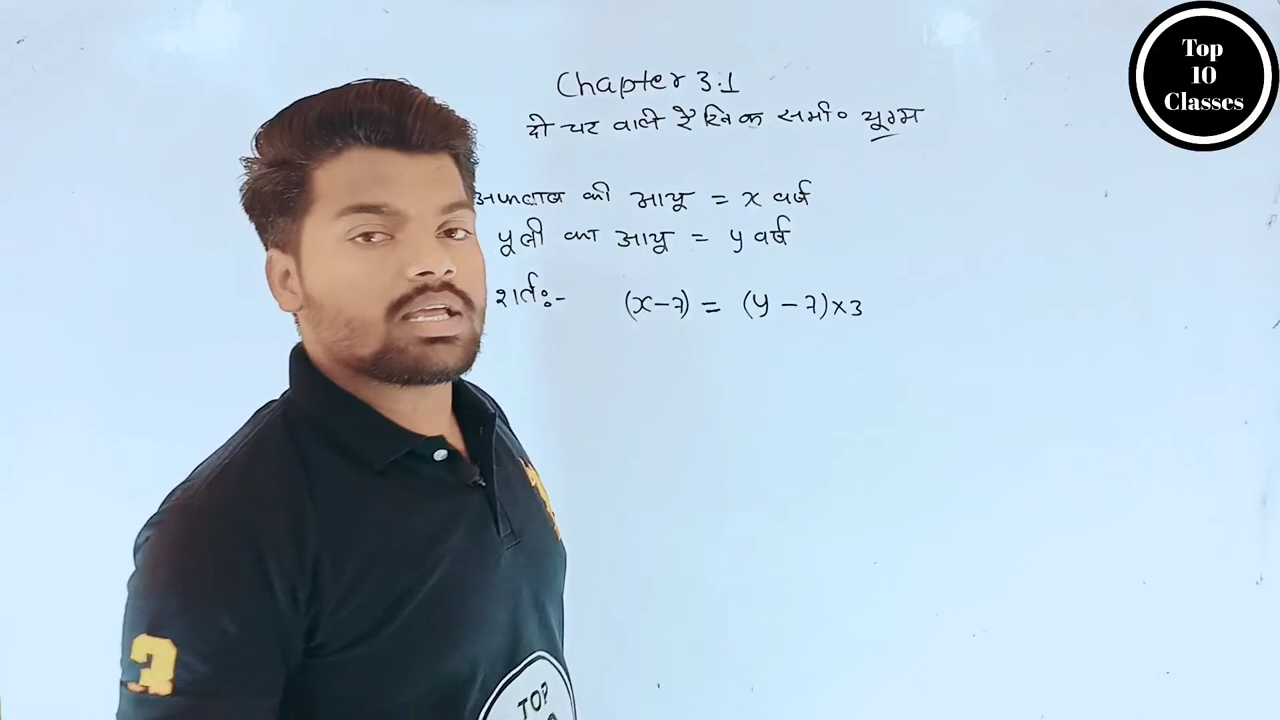 Top
10
Classes
Chapter 3.1
दो चर वाले रैखिक समी० युग्म
अफताब की आयू = x वर्ष
पूत्री का आयू = y वर्ष
शर्तः- (x-7) = (y-7)×3
3
TOP